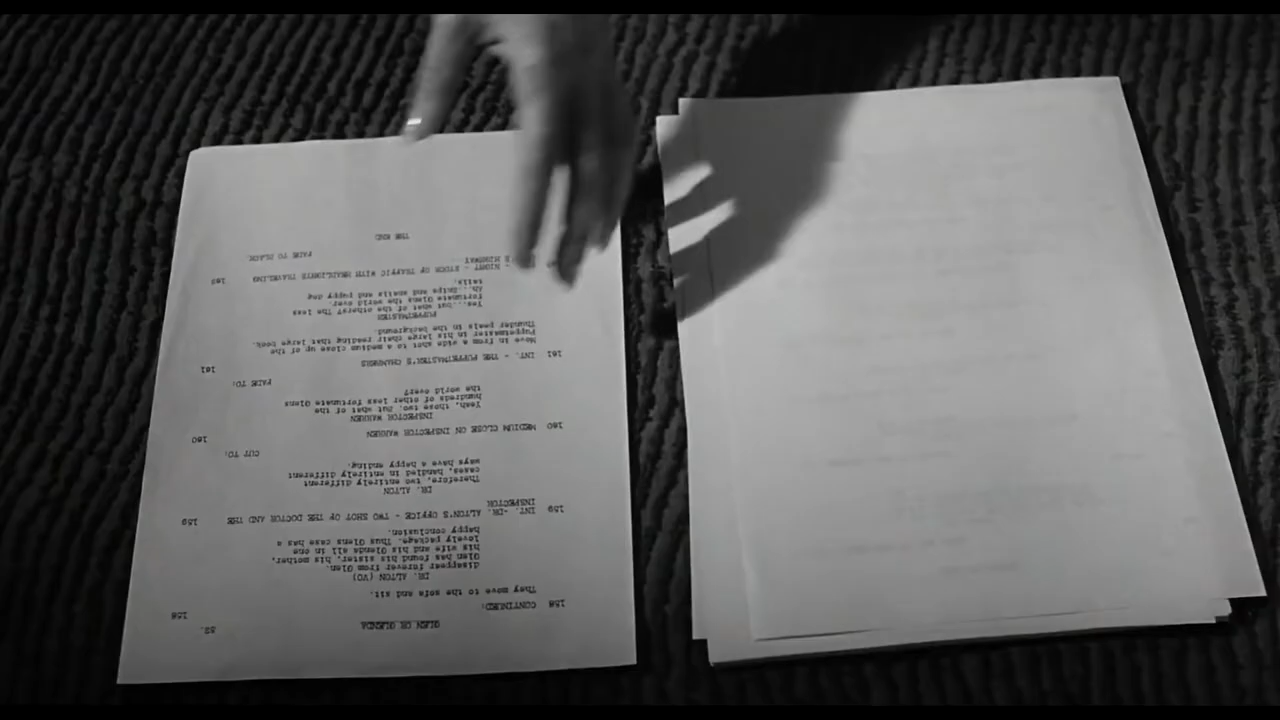 GLEN OR GLENDA
52.
158 CONTINUED: 158
They move to the sofa and sit.
DR. ALTON (VO)
disappear forever from Glen.
Glen has found his sister, his mother,
his wife and his Glenda all in one
lovely package. Thus Glens case has a
happy conclusion.
159 INT. -DR. ALTON'S OFFICE - TWO SHOT OF THE DOCTOR AND THE 159
INSPECTOR
DR. ALTON
Therefore, two entirely different
cases, handled in entirely different
ways have a happy ending.
CUT TO:
160 MEDIUM CLOSE ON INSPECTOR WARREN 160
INSPECTOR WARREN
Yeah, those two, but what of the
hundreds of other less fortunate Glens
the world over?
FADE TO:
161 INT. - THE PUPPETMASTER'S CHAMBERS 161
Move in from a wide shot to a medium close up of the
Puppetmaster in his large chair reading that large book.
Thunder peals in the background.
PUPPETMASTER
Yes...but what of the others? The less
fortunate Glens the world over.
Ah...Snips and snails and puppy dog
tails.
- NIGHT - STOCK OF TRAFFIC WITH HEADLIGHTS TRAVELING 162
HIGHWAY
FADE TO BLACK.
THE END